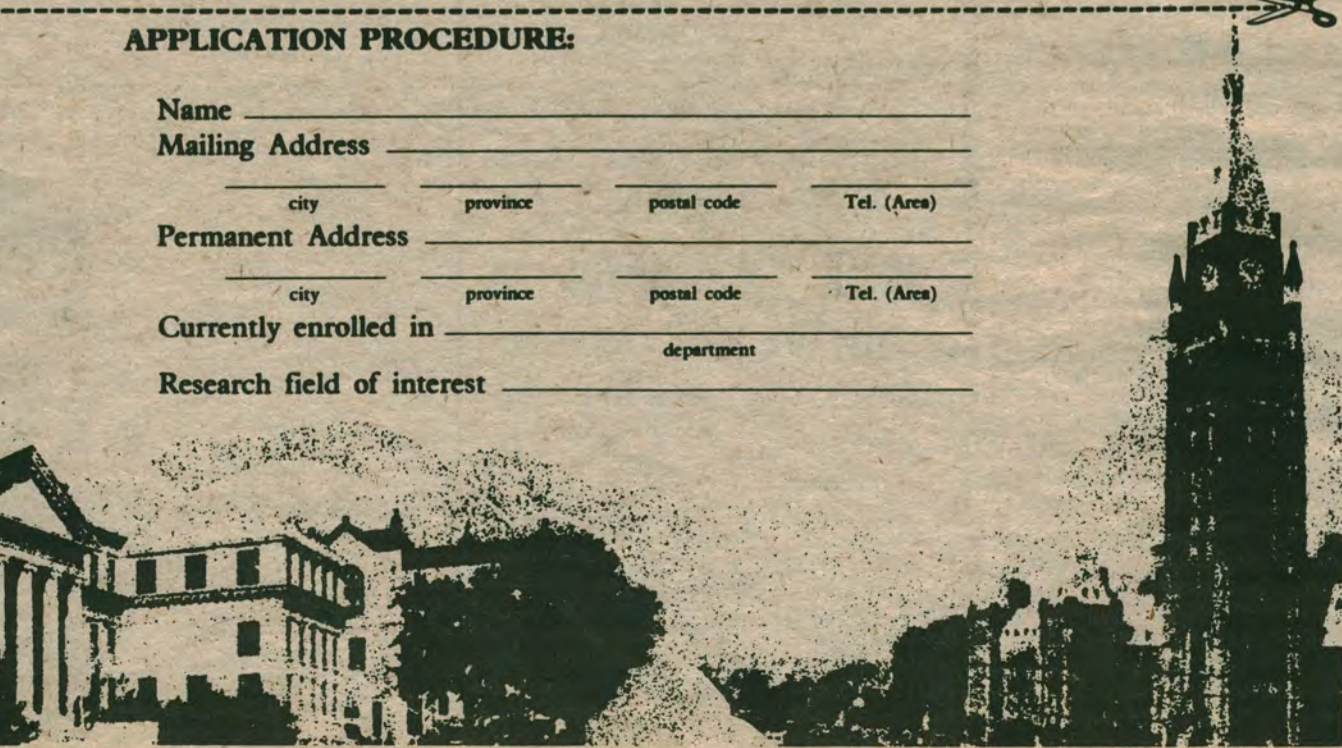 APPLICATION PROCEDURE:
Name
Mailing Address
city province postal code Tel. (Area)
Permanent Address
city province postal code Tel. (Area)
Currently enrolled in
department
Research field of interest